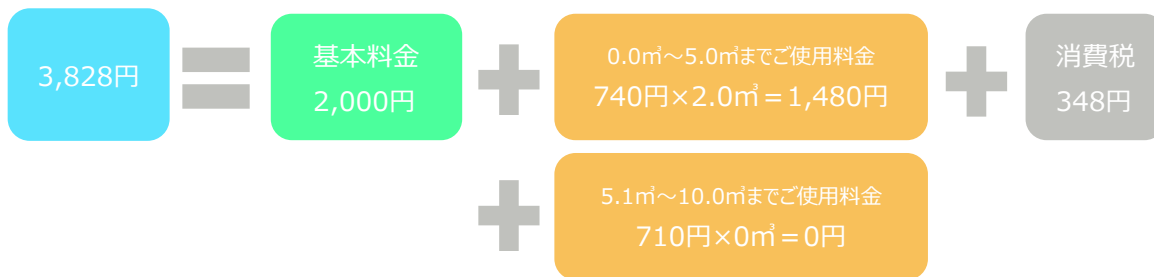 3,828円
基本料金
2,000円
0.0㎥～5.0㎥までご使用料金
740円×2.0㎥＝1,480円
消費税
348円
5.1㎥～10.0㎥までご使用料金
710円×0㎥＝0円